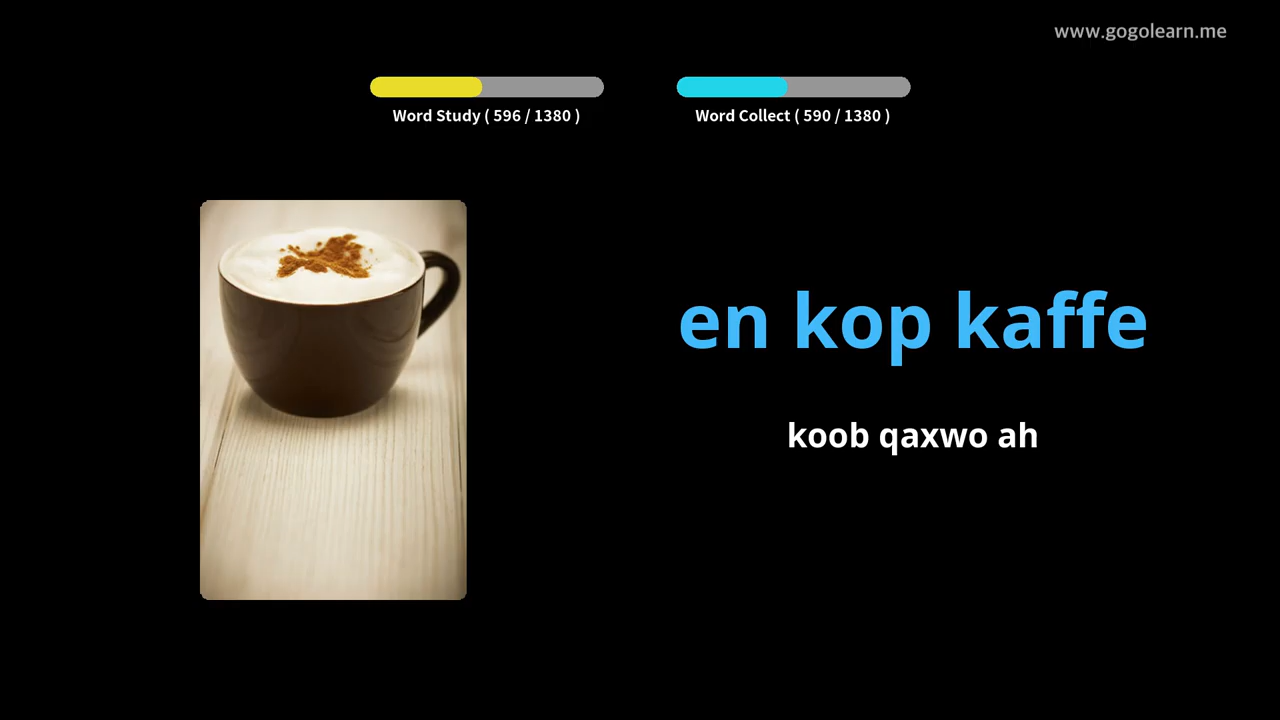 www.gogolearn.me
Word Study ( 596 / 1380 )
Word Collect ( 590 / 1380 )
en kop kaffe
koob qaxwo ah